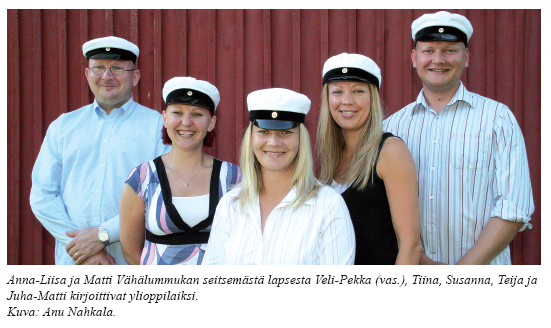 Anna-Liisa ja Matti Vähälummukan seitsemästä lapsesta Veli-Pekka (vas.), Tiina, Susanna, Teija ja
Juha-Matti kirjoittivat ylioppilaiksi.
Kuva: Anu Nahkala.